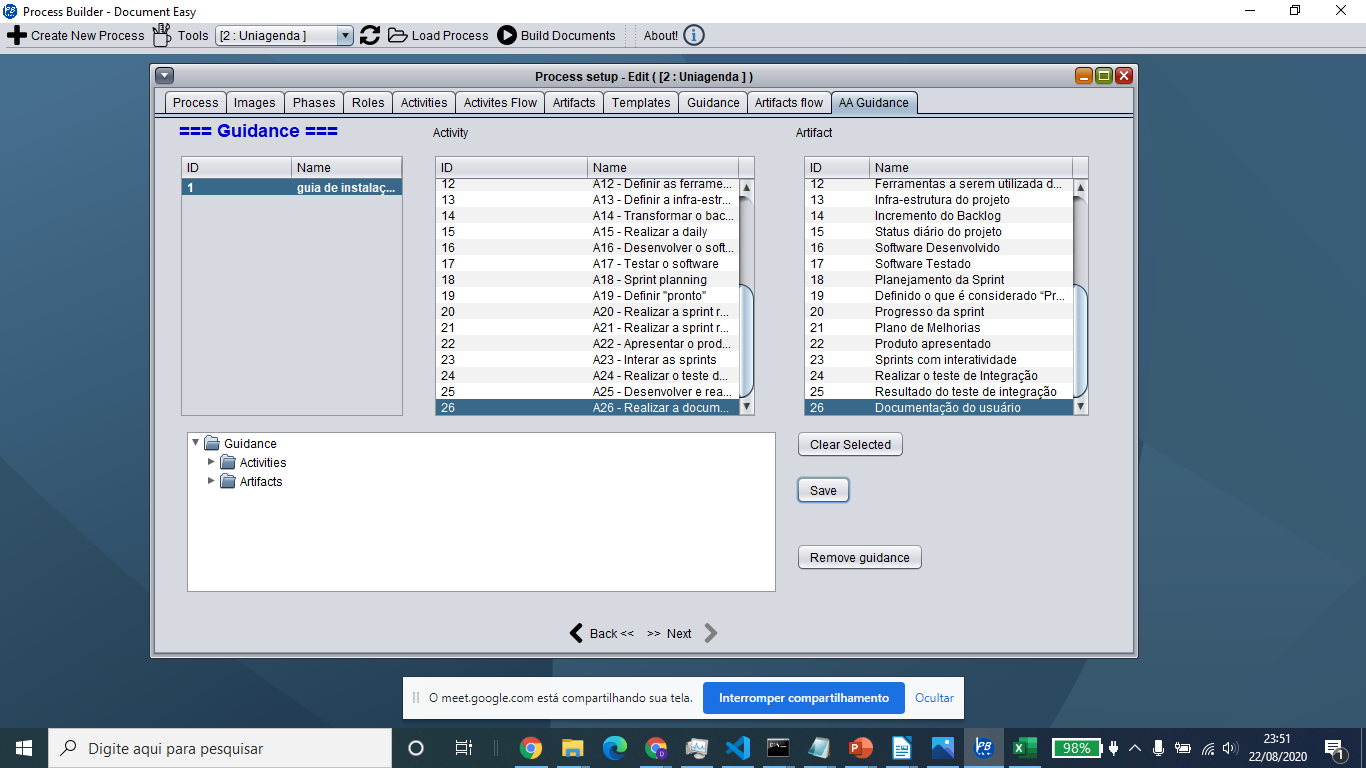 Process Builder - Document Easy
Create New Process Tools [2 : Uniagenda ] Load Process Build Documents About!
Process setup - Edit ( [2 : Uniagenda ] )
Process Images Phases Roles Activities Activites Flow Artifacts Templates Guidance Artifacts flow AA Guidance
=== Guidance ===
Activity
Artifact
ID Name
1 guia de instalaç...
ID Name
12 A12 - Definir as ferrame...
13 A13 - Definir a infra-estr...
14 A14 - Transformar o bac...
15 A15 - Realizar a daily
16 A16 - Desenvolver o soft...
17 A17 - Testar o software
18 A18 - Sprint planning
19 A19 - Definir "pronto"
20 A20 - Realizar a sprint r...
21 A21 - Realizar a sprint r...
22 A22 - Apresentar o prod...
23 A23 - Interar as sprints
24 A24 - Realizar o teste d...
25 A25 - Desenvolver e rea...
26 A26 - Realizar a docum...
ID Name
12 Ferramentas a serem utilizada d...
13 Infra-estrutura do projeto
14 Incremento do Backlog
15 Status diário do projeto
16 Software Desenvolvido
17 Software Testado
18 Planejamento da Sprint
19 Definido o que é considerado “Pr...
20 Progresso da sprint
21 Plano de Melhorias
22 Produto apresentado
23 Sprints com interatividade
24 Realizar o teste de Integração
25 Resultado do teste de integração
26 Documentação do usuário
Guidance
Activities
Artifacts
Clear Selected
Save
Remove guidance
Back << >> Next
O meet.google.com está compartilhando sua tela. Interromper compartilhamento Ocultar
Digite aqui para pesquisar
98%
23:51
22/08/2020
1